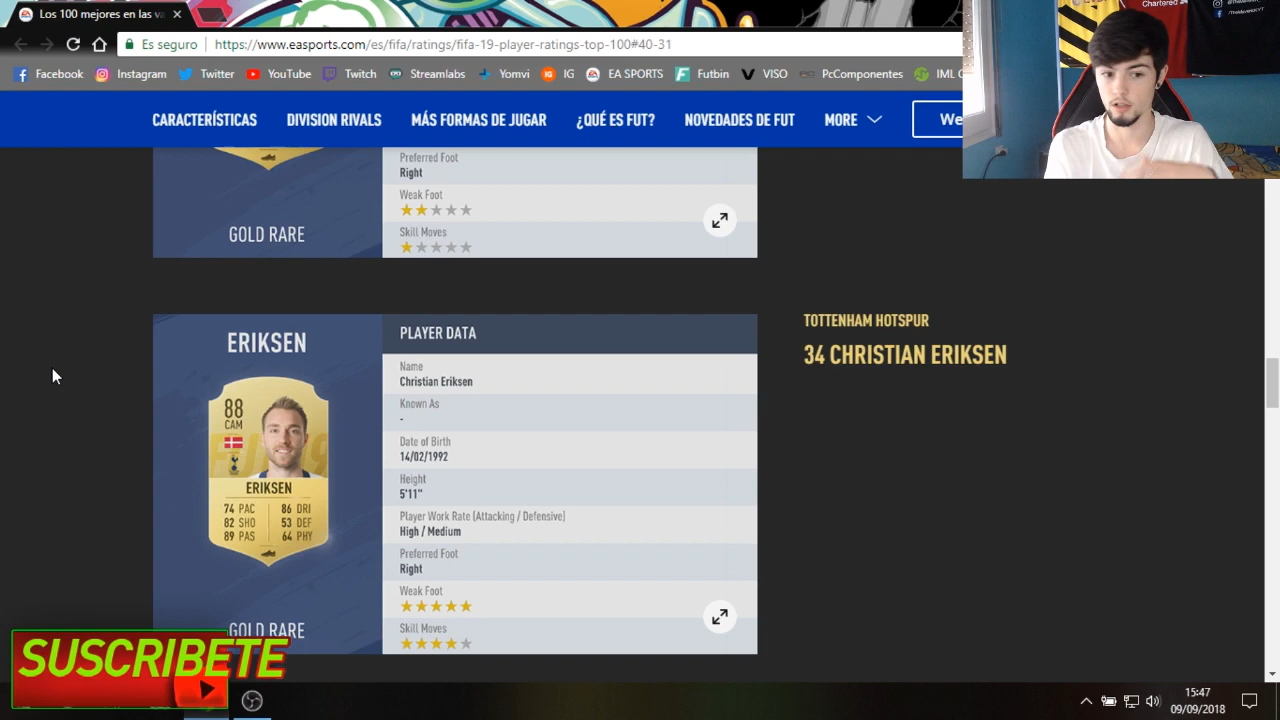 Los 100 mejores en las va
Es seguro
https://www.easports.com/es/fifa/ratings/fifa-19-player-ratings-top-100#40-31
Facebook Instagram Twitter YouTube Twitch Streamlabs Yomvi IG EA SPORTS Futbin VISO PcComponentes IML
CARACTERÍSTICAS DIVISION RIVALS MÁS FORMAS DE JUGAR ¿QUÉ ES FUT? NOVEDADES DE FUT MORE We
Preferred Foot
Right
Weak Foot
Skill Moves
GOLD RARE
ERIKSEN
88
CAM
ERIKSEN
74 PAC 86 DRI
82 SHO 53 DEF
89 PAS 64 PHY
GOLD RARE
PLAYER DATA
Name
Christian Eriksen
Known As
-
Date of Birth
14/02/1992
Height
5'11"
Player Work Rate (Attacking / Defensive)
High / Medium
Preferred Foot
Right
Weak Foot
Skill Moves
TOTTENHAM HOTSPUR
34 CHRISTIAN ERIKSEN
SUSCRIBETE
15:47
09/09/2018